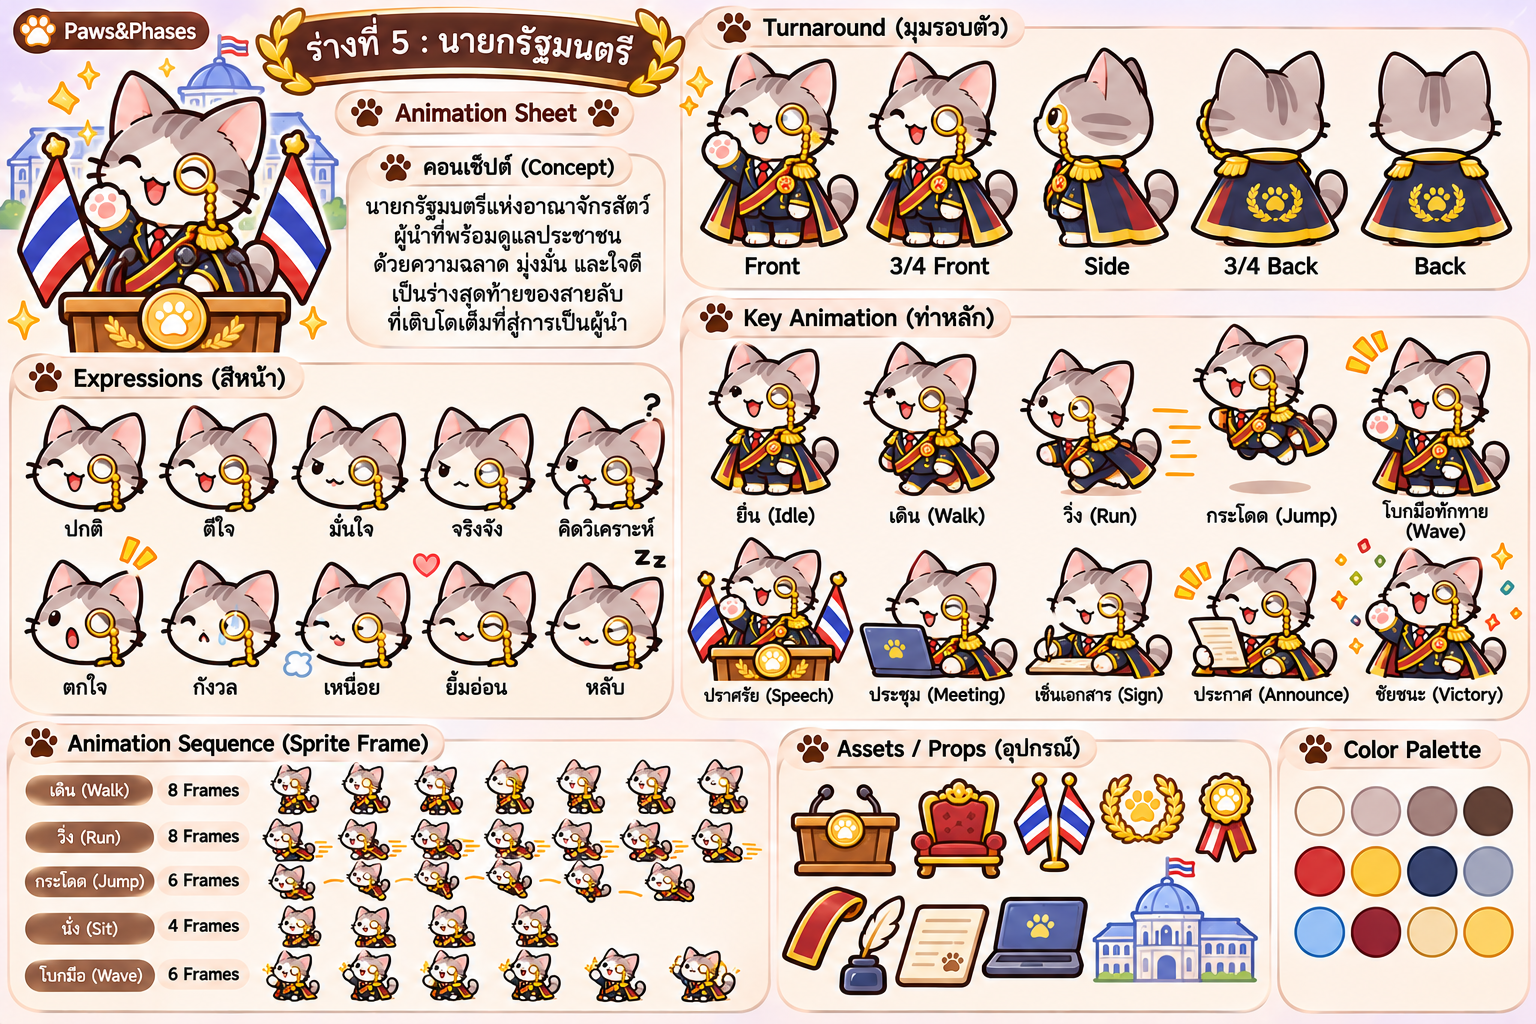 Paws&Phases
ร่างที่ 5 : นายกรัฐมนตรี
Animation Sheet
คอนเซ็ปต์ (Concept)
นายกรัฐมนตรีแห่งอาณาจักรสัตว์
ผู้นำที่พร้อมดูแลประชาชน
ด้วยความฉลาด มุ่งมั่น และใจดี
เป็นร่างสุดท้ายของสายลับ
ที่เติบโตเต็มที่สู่การเป็นผู้นำ
Turnaround (มุมรอบตัว)
Front
3/4 Front
Side
3/4 Back
Back
Expressions (สีหน้า)
?
ปกติ
ดีใจ
มั่นใจ
จริงจัง
คิดวิเคราะห์
z z
ตกใจ
กังวล
เหนื่อย
ยิ้มอ่อน
หลับ
Key Animation (ท่าหลัก)
ยืน (Idle)
เดิน (Walk)
วิ่ง (Run)
กระโดด (Jump)
โบกมือทักทาย
(Wave)
ปราศรัย (Speech)
ประชุม (Meeting)
เซ็นเอกสาร (Sign)
ประกาศ (Announce)
ชัยชนะ (Victory)
Animation Sequence (Sprite Frame)
เดิน (Walk)
8 Frames
วิ่ง (Run)
8 Frames
กระโดด (Jump)
6 Frames
นั่ง (Sit)
4 Frames
โบกมือ (Wave)
6 Frames
Assets / Props (อุปกรณ์)
Color Palette